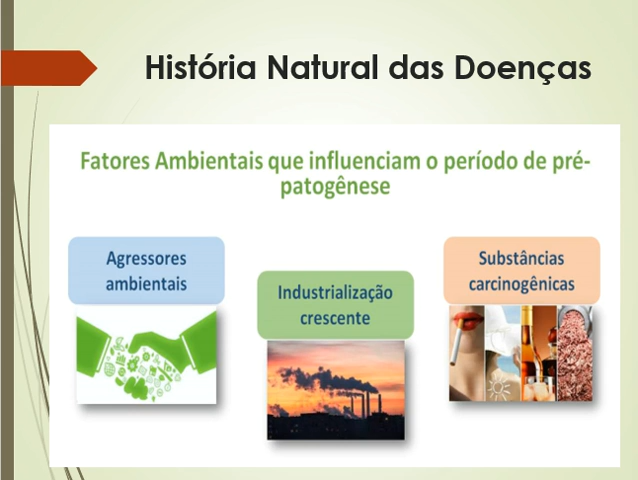 História Natural das Doenças
Fatores Ambientais que influenciam o período de pré-
patogênese
Agressores
ambientais
Industrialização
crescente
Substâncias
carcinogênicas